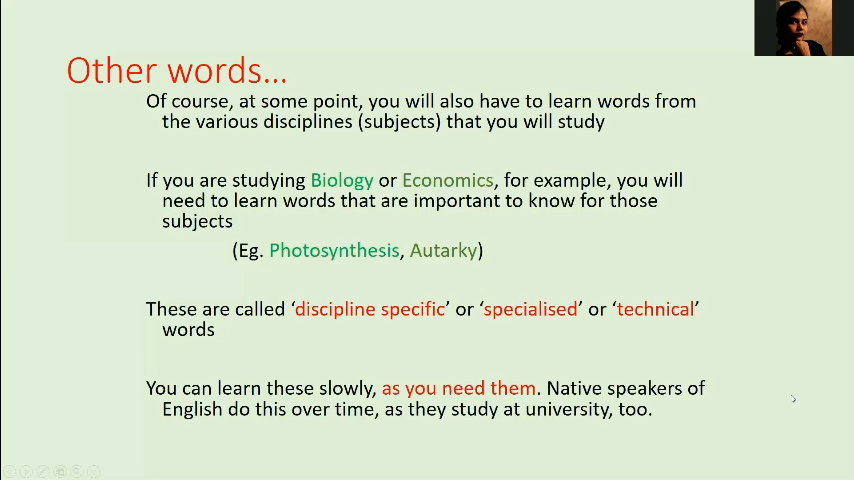 Other words...
Of course, at some point, you will also have to learn words from
the various disciplines (subjects) that you will study
If you are studying Biology or Economics, for example, you will
need to learn words that are important to know for those
subjects
(Eg. Photosynthesis, Autarky)
These are called ‘discipline specific’ or ‘specialised’ or ‘technical’
words
You can learn these slowly, as you need them. Native speakers of
English do this over time, as they study at university, too.